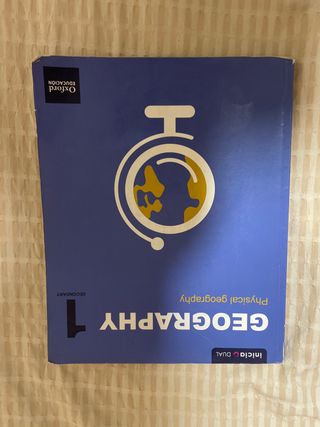 inicia DUAL
GEOGRAPHY
Physical geography
1
SECONDARY
Oxford
EDUCACIÓN